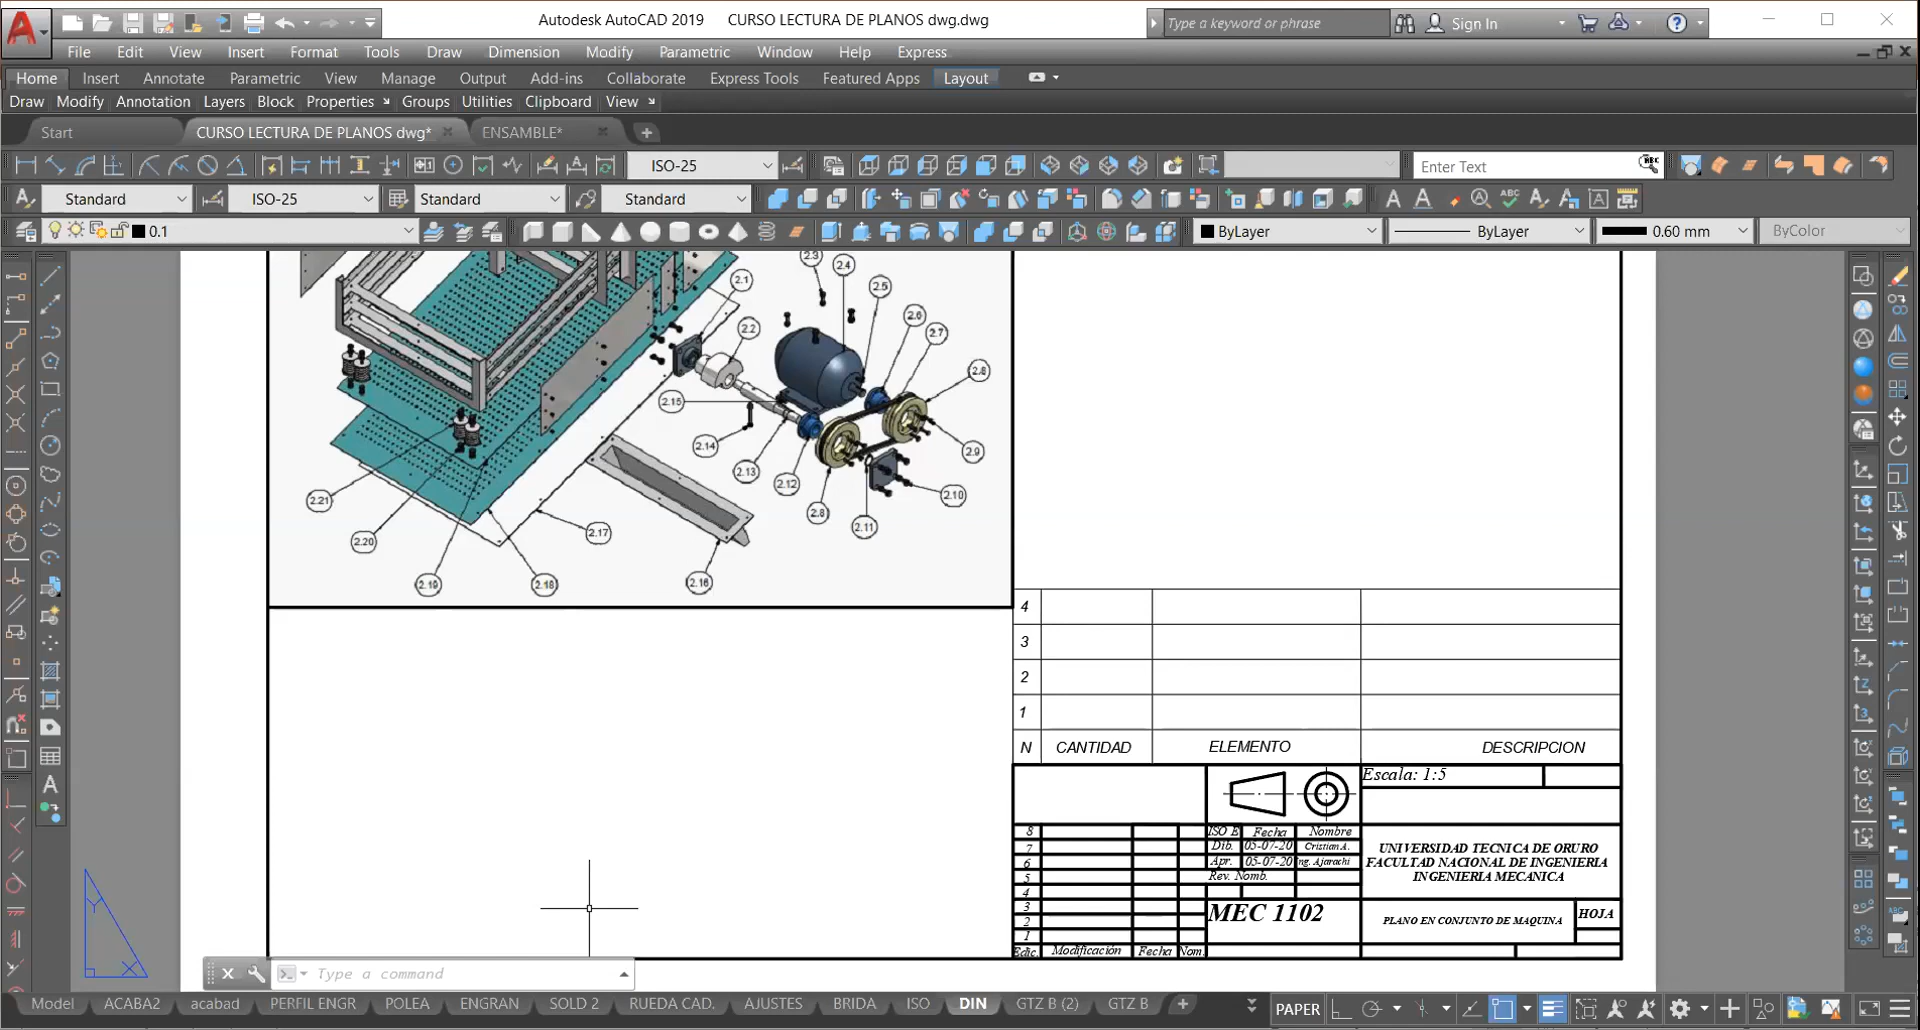 Autodesk AutoCAD 2019 CURSO LECTURA DE PLANOS dwg.dwg
Type a keyword or phrase
Sign In
File Edit View Insert Format Tools Draw Dimension Modify Parametric Window Help Express
Home Insert Annotate Parametric View Manage Output Add-ins Collaborate Express Tools Featured Apps Layout
Draw Modify Annotation Layers Block Properties Groups Utilities Clipboard View
Start CURSO LECTURA DE PLANOS dwg* ENSAMBLE*
ISO-25 Enter Text
Standard ISO-25 Standard Standard
0.1 ByLayer ByLayer 0.60 mm ByColor
2.3
2.4
2.1
2.5
2.6
2.2
2.7
2.8
2.15
2.14
2.9
2.13
2.12
2.10
2.21
2.8
2.11
2.17
2.20
2.16
2.19
2.18
4
3
2
1
N CANTIDAD ELEMENTO DESCRIPCION
Escala: 1:5
8 ISO E Fecha Nombre
7 Dib. 05-07-20 Cristian A.
6 Apr. 05-07-20 Ing. Ajarachi
5 Rev. Nomb.
4
3
2
1
UNIVERSIDAD TECNICA DE ORURO
FACULTAD NACIONAL DE INGENIERIA
INGENIERIA MECANICA
MEC 1102
PLANO EN CONJUNTO DE MAQUINA
HOJA
Edic. Modificación Fecha Nom.
Y
X
Type a command
Model ACABA2 acabad PERFIL ENGR POLEA ENGRAN SOLD 2 RUEDA CAD. AJUSTES BRIDA ISO DIN GTZ B (2) GTZ B
PAPER